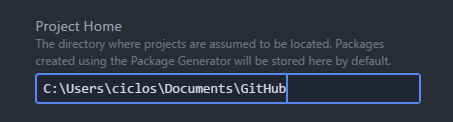 Project Home
The directory where projects are assumed to be located. Packages
created using the Package Generator will be stored here by default.
C:\Users\ciclos\Documents\GitHub